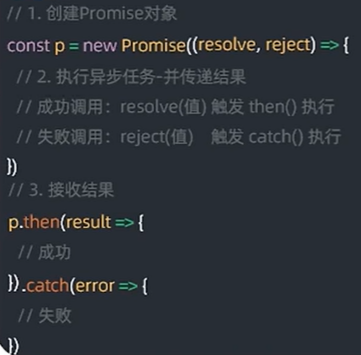 // 1. 创建Promise对象
const p = new Promise((resolve, reject) => {
// 2. 执行异步任务-并传递结果
// 成功调用：resolve(值) 触发 then() 执行
// 失败调用：reject(值) 触发 catch() 执行
})
// 3. 接收结果
p.then(result => {
// 成功
}).catch(error => {
// 失败
})